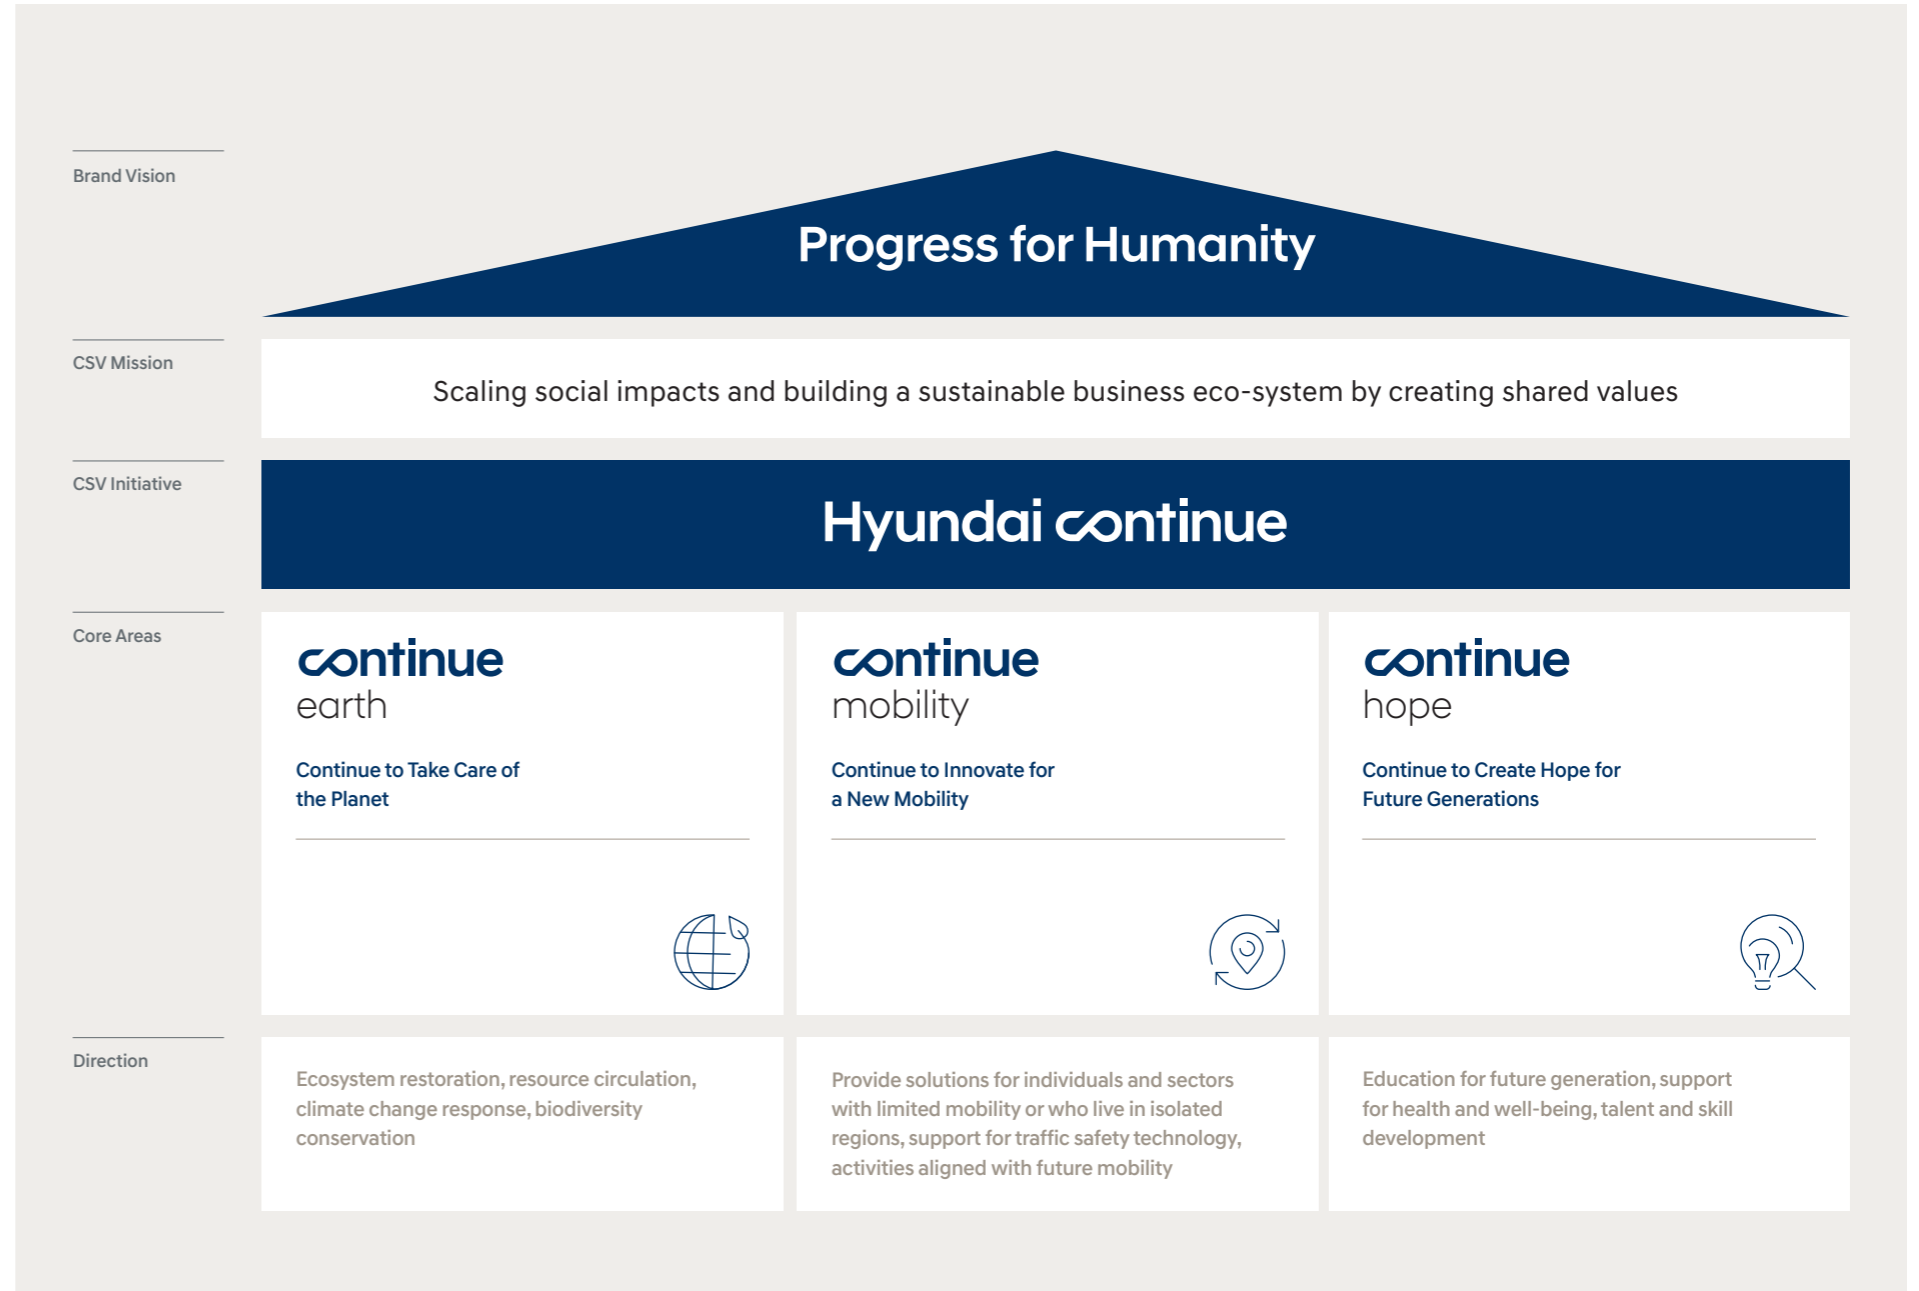 Brand Vision
Progress for Humanity
CSV Mission
Scaling social impacts and building a sustainable business eco-system by creating shared values
CSV Initiative
Hyundai continue
Core Areas
continue
earth
Continue to Take Care of
the Planet
continue
mobility
Continue to Innovate for
a New Mobility
continue
hope
Continue to Create Hope for
Future Generations
Direction
Ecosystem restoration, resource circulation,
climate change response, biodiversity
conservation
Provide solutions for individuals and sectors
with limited mobility or who live in isolated
regions, support for traffic safety technology,
activities aligned with future mobility
Education for future generation, support
for health and well-being, talent and skill
development